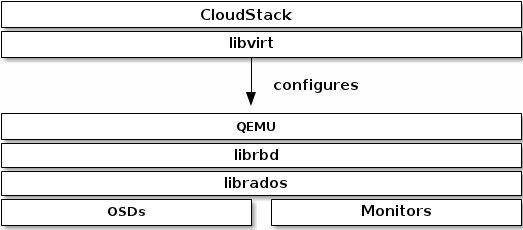 CloudStack
libvirt
configures
QEMU
librbd
librados
OSDs
Monitors